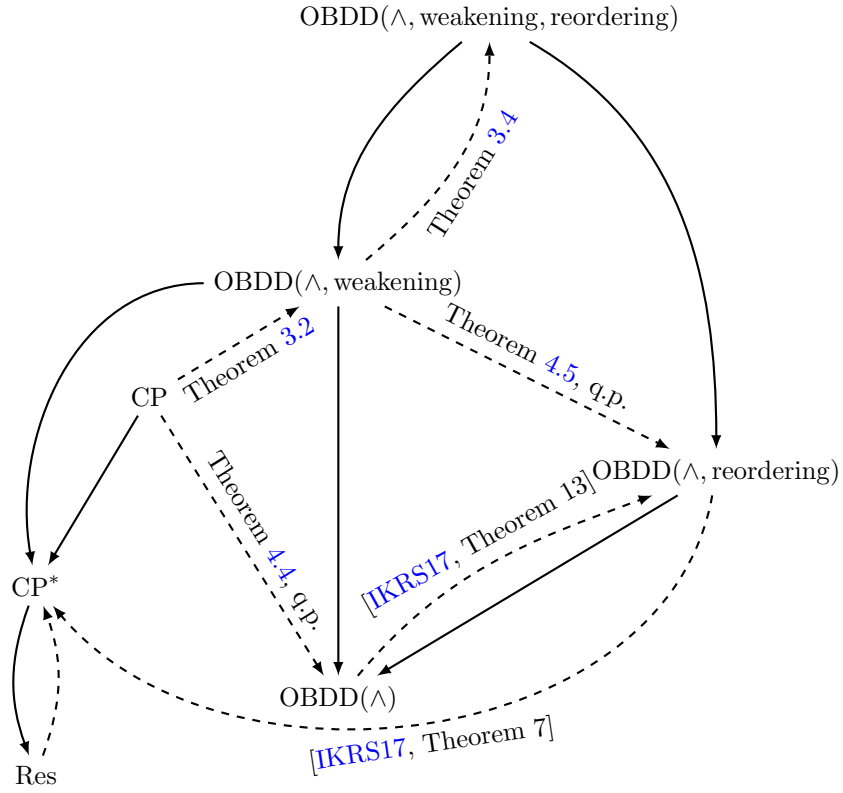 OBDD(∧, weakening, reordering)
Theorem 3.4
OBDD(∧, weakening)
Theorem 3.2
Theorem 4.5, q.p.
CP
OBDD(∧, reordering)
Theorem 4.4, q.p.
[IKRS17, Theorem 13]
CP*
OBDD(∧)
[IKRS17, Theorem 7]
Res